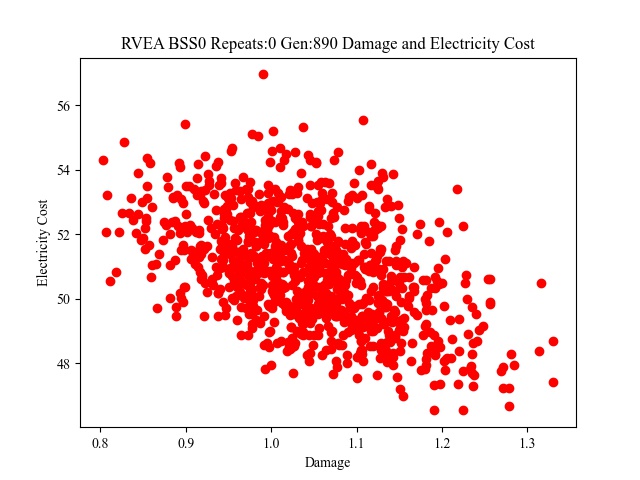 RVEA BSS0 Repeats:0 Gen:890 Damage and Electricity Cost
56
54
52
50
48
Electricity Cost
0.8 0.9 1.0 1.1 1.2 1.3
Damage